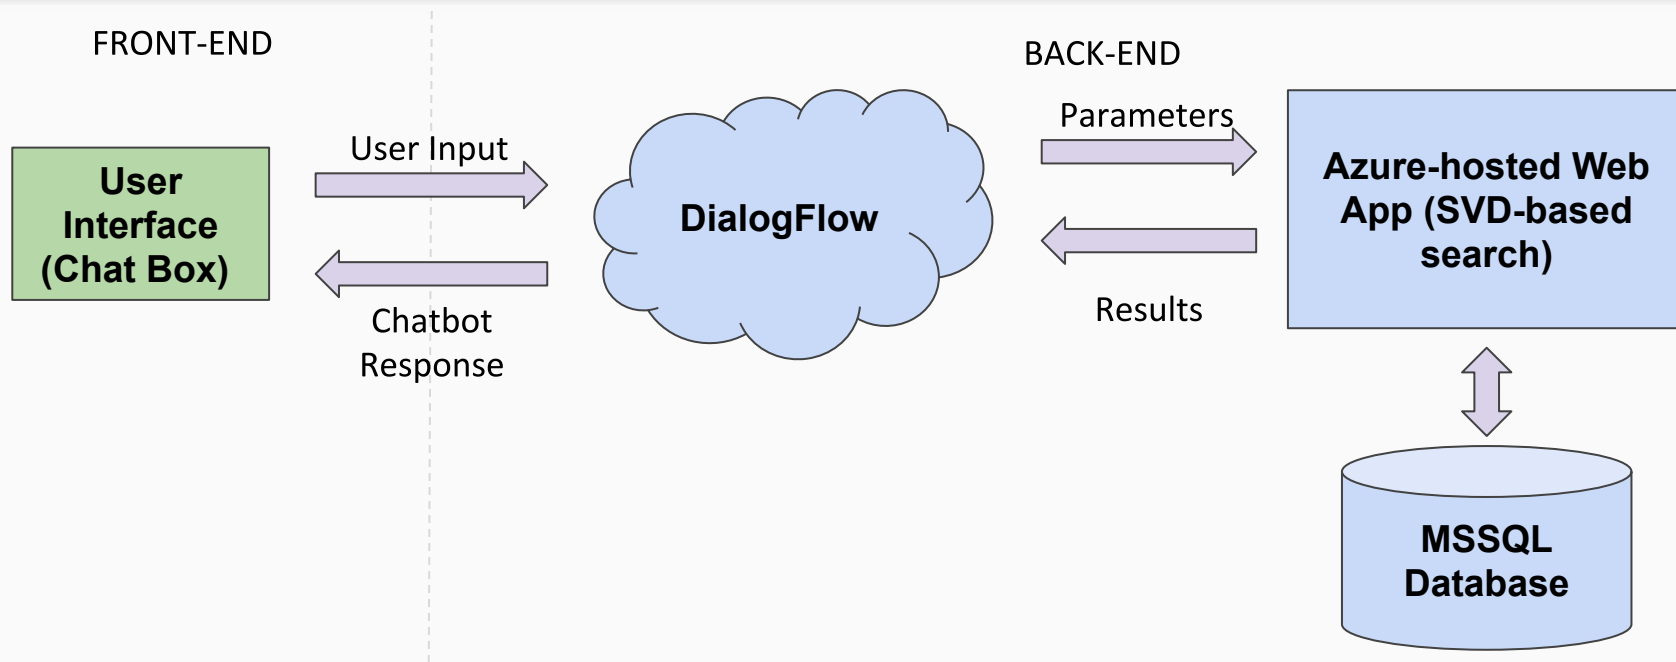 FRONT-END
BACK-END
User
Interface
(Chat Box)
User Input
Chatbot
Response
DialogFlow
Parameters
Results
Azure-hosted Web
App (SVD-based
search)
MSSQL
Database